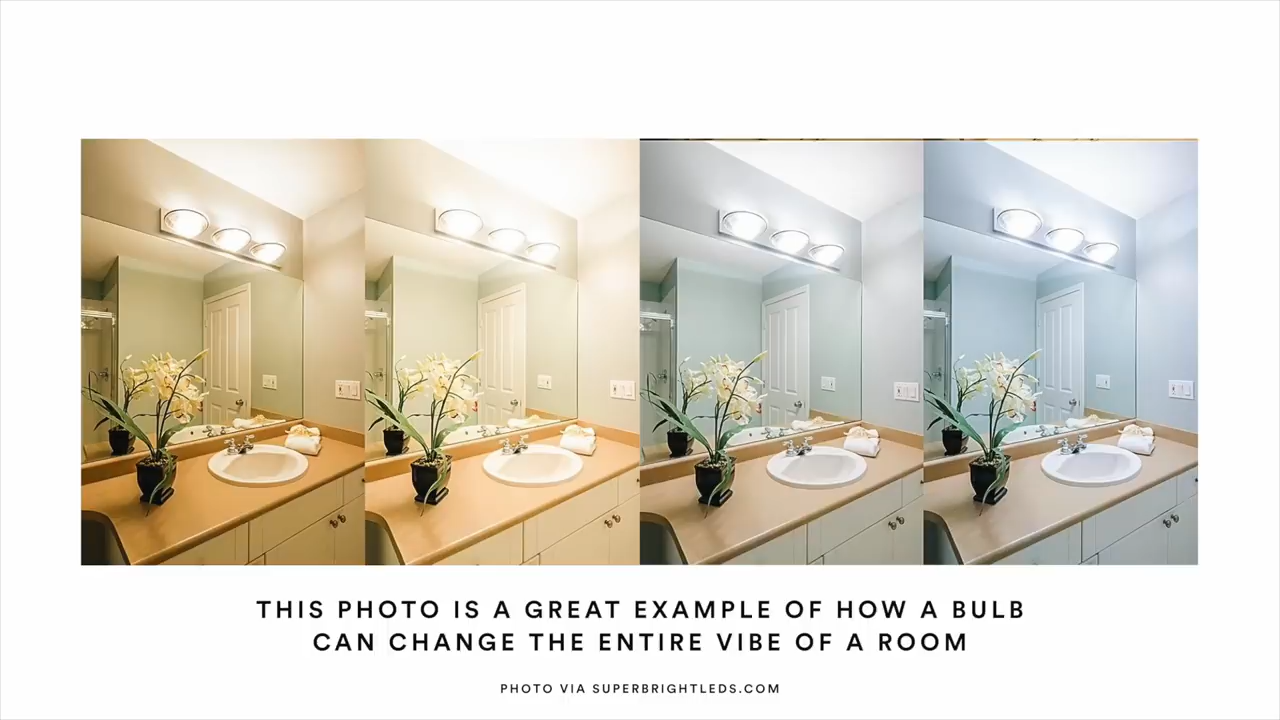 THIS PHOTO IS A GREAT EXAMPLE OF HOW A BULB
CAN CHANGE THE ENTIRE VIBE OF A ROOM
PHOTO VIA SUPERBRIGHTLEDS.COM